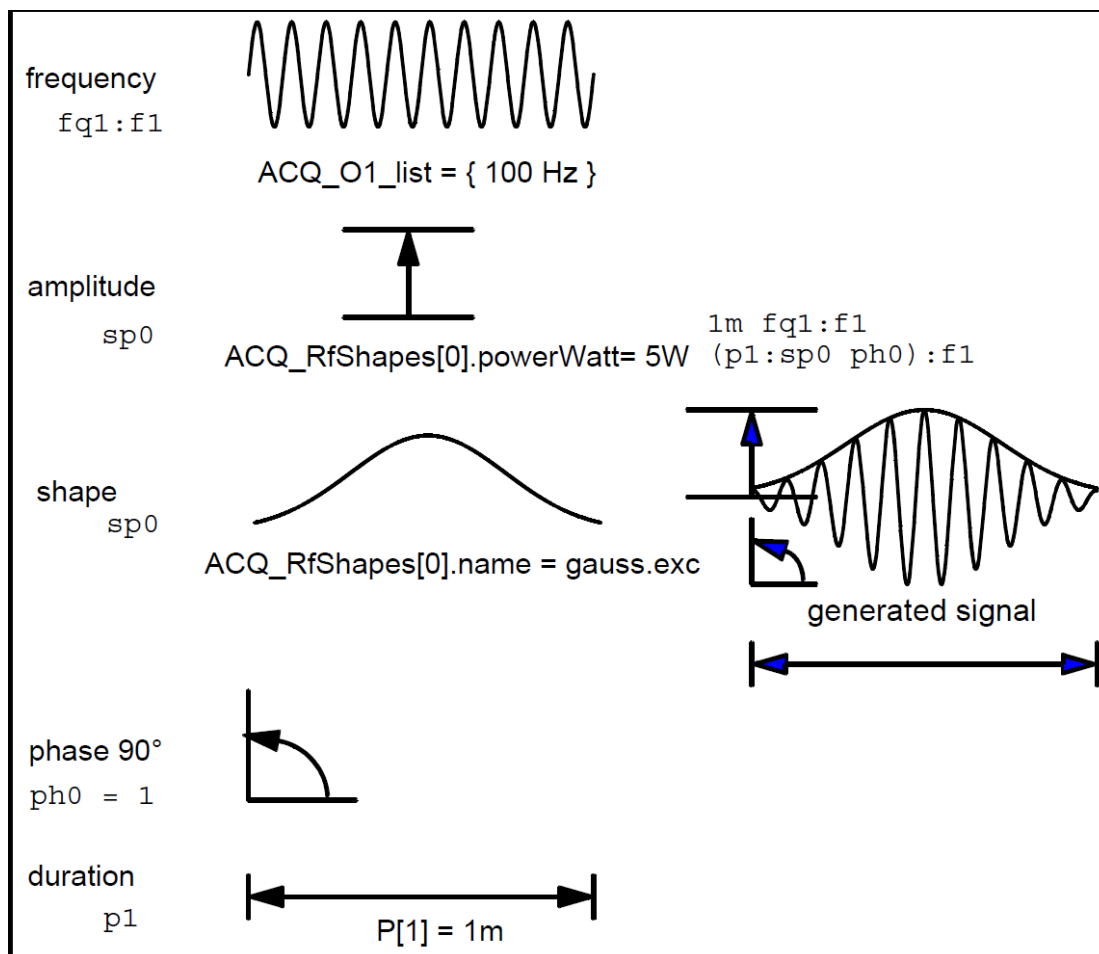 frequency
fq1:f1
ACQ_O1_list = { 100 Hz }
amplitude
sp0
ACQ_RfShapes[0].powerWatt= 5W
1m fq1:f1
(p1:sp0 ph0):f1
shape
sp0
ACQ_RfShapes[0].name = gauss.exc
generated signal
phase 90°
ph0 = 1
duration
p1
P[1] = 1m